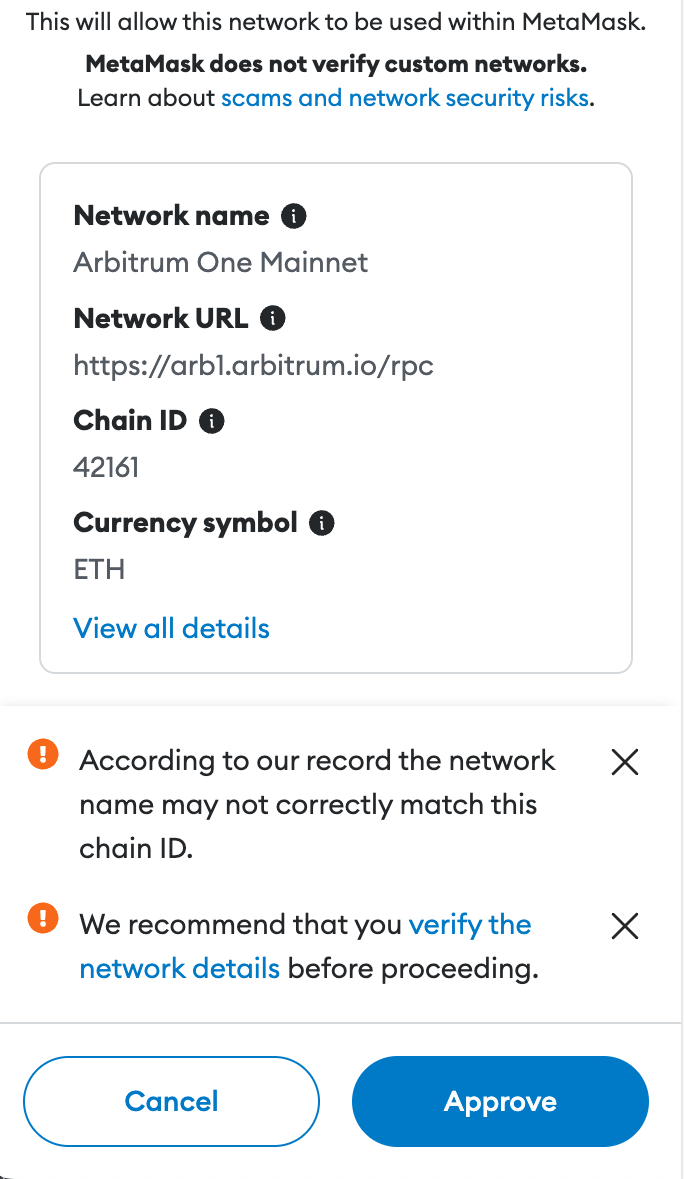 This will allow this network to be used within MetaMask.
MetaMask does not verify custom networks.
Learn about scams and network security risks.
Network name
Arbitrum One Mainnet
Network URL
https://arb1.arbitrum.io/rpc
Chain ID
42161
Currency symbol
ETH
View all details
According to our record the network
name may not correctly match this
chain ID.
We recommend that you verify the
network details before proceeding.
Cancel
Approve